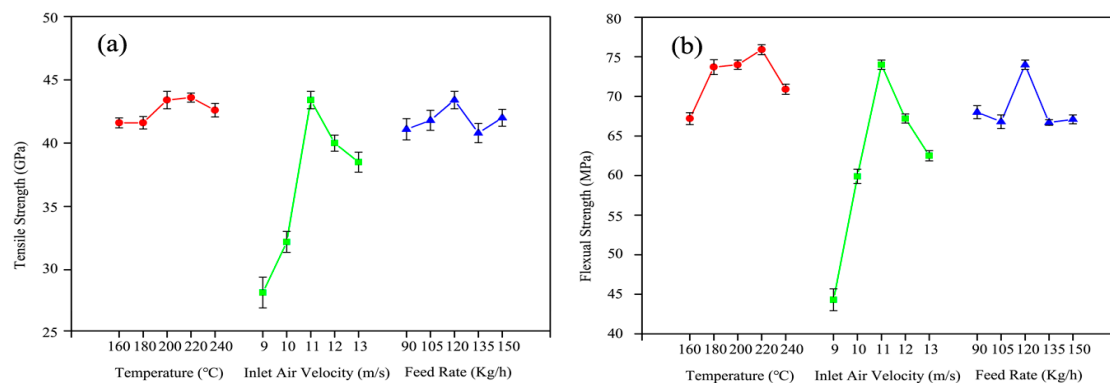 (a)
Tensile Strength (GPa)
50
45
40
35
30
25
160 180 200 220 240 9 10 11 12 13 90 105 120 135 150
Temperature (℃) Inlet Air Velocity (m/s) Feed Rate (Kg/h)
(b)
Flexual Strength (MPa)
80
75
70
65
60
55
50
45
40
160 180 200 220 240 9 10 11 12 13 90 105 120 135 150
Temperature (℃) Inlet Air Velocity (m/s) Feed Rate (Kg/h)